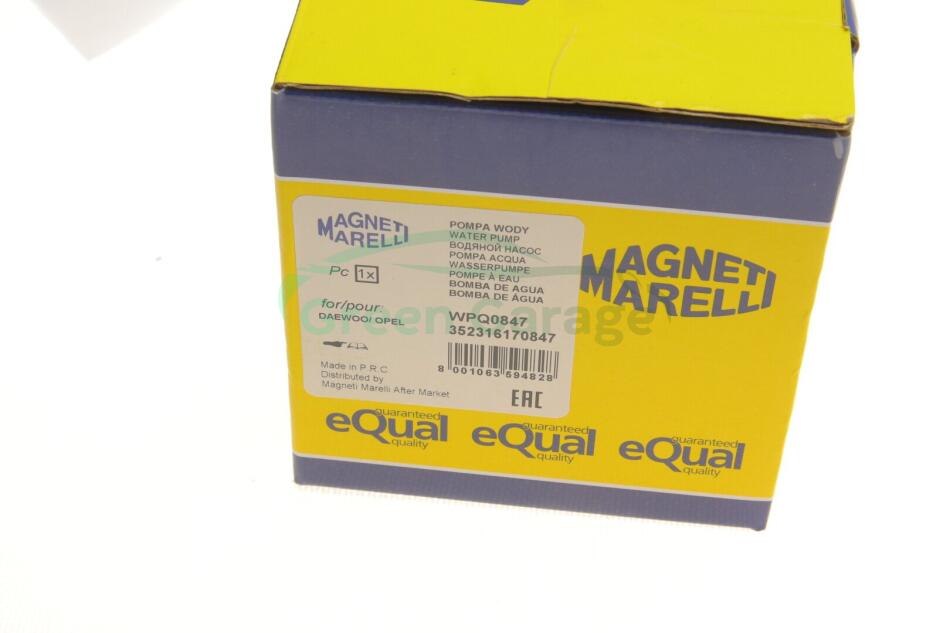 MAGNETI
MARELLI
Pc 1x
for/pour:
DAEWOO/ OPEL
Made in P.R.C.
Distributed by
Magneti Marelli After Market
POMPA WODY
WATER PUMP
ВОДЯНОЙ НАСОС
POMPA ACQUA
WASSERPUMPE
POMPE À EAU
BOMBA DE AGUA
BOMBA DE ÁGUA
WPQ0847
352316170847
8 001063 594828
EAC
MAGNETI
MARELLI
Green Garage
guaranteed
eQual
quality
guaranteed
eQual
quality
guaranteed
eQual
quality